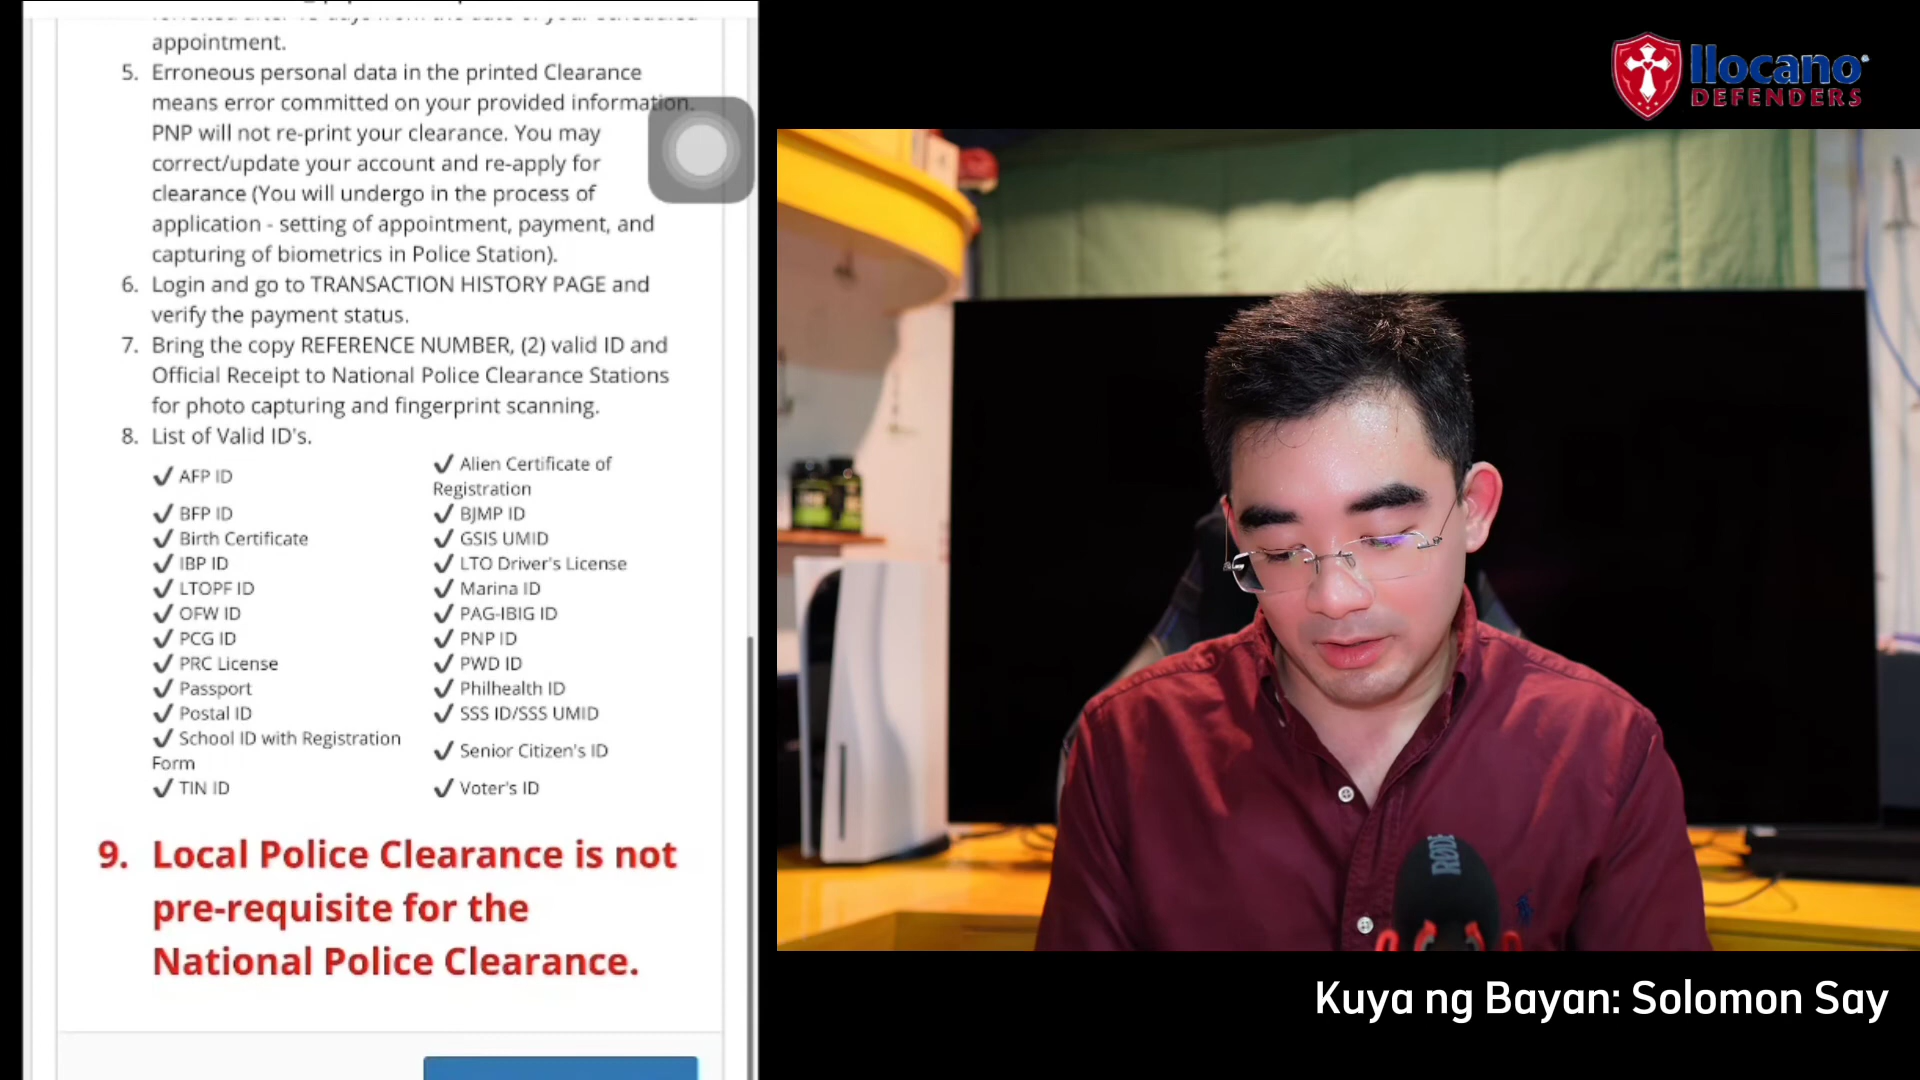 appointment.
5. Erroneous personal data in the printed Clearance
means error committed on your provided information.
PNP will not re-print your clearance. You may
correct/update your account and re-apply for
clearance (You will undergo in the process of
application - setting of appointment, payment, and
capturing of biometrics in Police Station).
6. Login and go to TRANSACTION HISTORY PAGE and
verify the payment status.
7. Bring the copy REFERENCE NUMBER, (2) valid ID and
Official Receipt to National Police Clearance Stations
for photo capturing and fingerprint scanning.
8. List of Valid ID's.
✓ AFP ID
✓ Alien Certificate of
Registration
✓ BFP ID
✓ BJMP ID
✓ Birth Certificate
✓ GSIS UMID
✓ IBP ID
✓ LTO Driver's License
✓ LTOPF ID
✓ Marina ID
✓ OFW ID
✓ PAG-IBIG ID
✓ PCG ID
✓ PNP ID
✓ PRC License
✓ PWD ID
✓ Passport
✓ Philhealth ID
✓ Postal ID
✓ SSS ID/SSS UMID
✓ School ID with Registration
Form
✓ Senior Citizen's ID
✓ TIN ID
✓ Voter's ID
9. Local Police Clearance is not
pre-requisite for the
National Police Clearance.
Ilocano
DEFENDERS
RØDE
Kuya ng Bayan: Solomon Say